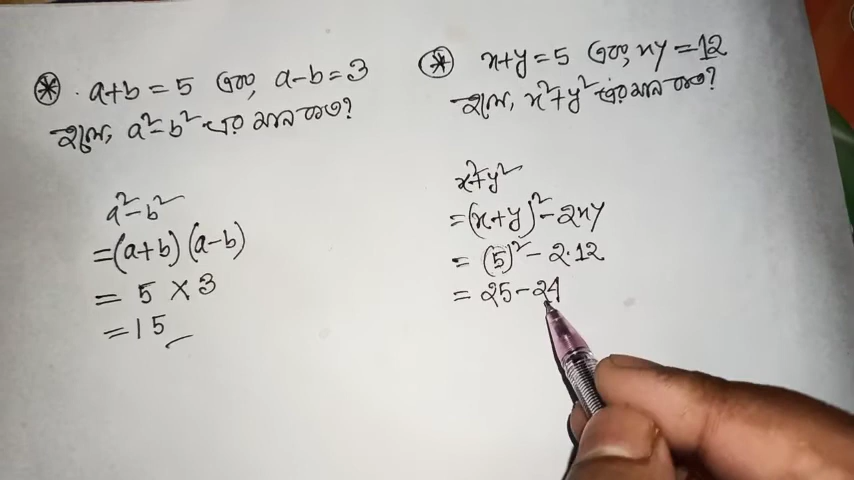 a+b = 5 এবং, a-b = 3
হলে, a²-b² এর মান কত?
a²-b²
= (a+b) (a-b)
= 5 × 3
= 15
x+y = 5 এবং, xy = 12
হলে, x²+y² এর মান কত?
x²+y²
= (x+y)² - 2xy
= (5)² - 2·12
= 25-24